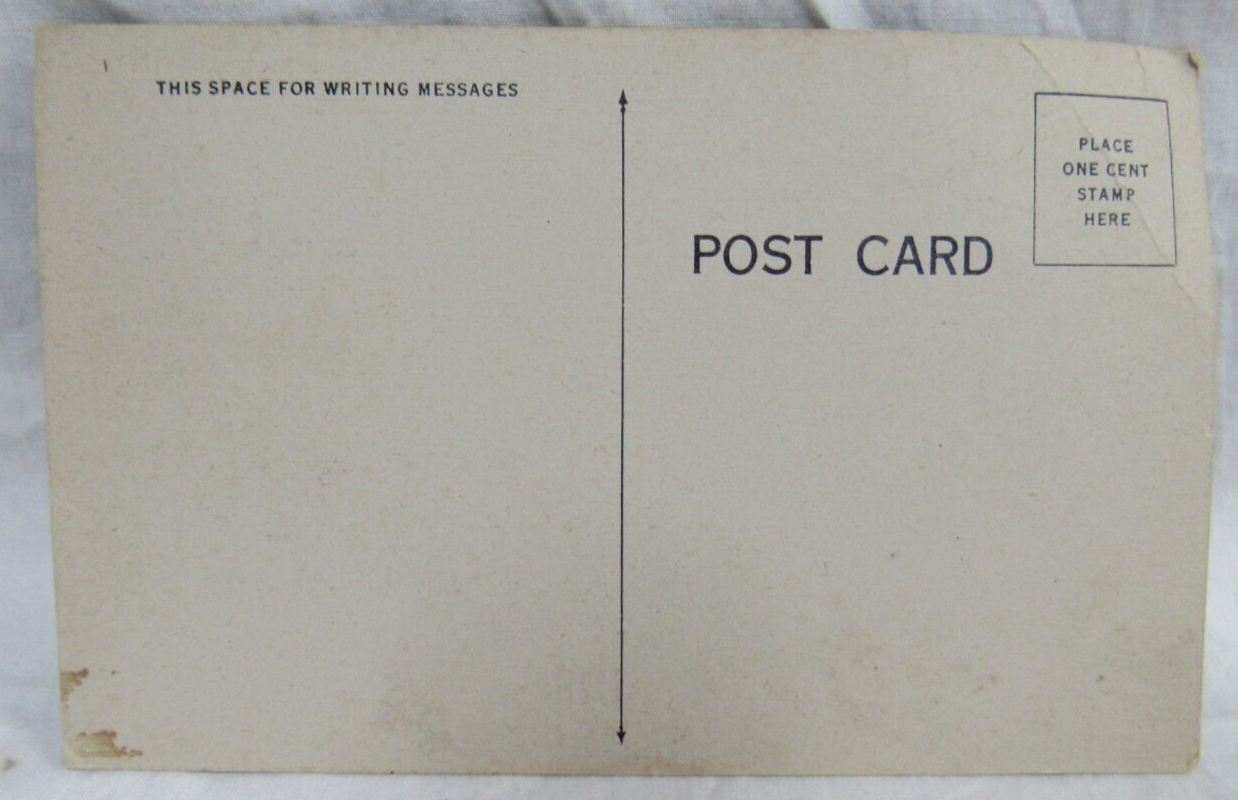 THIS SPACE FOR WRITING MESSAGES
POST CARD
PLACE
ONE CENT
STAMP
HERE